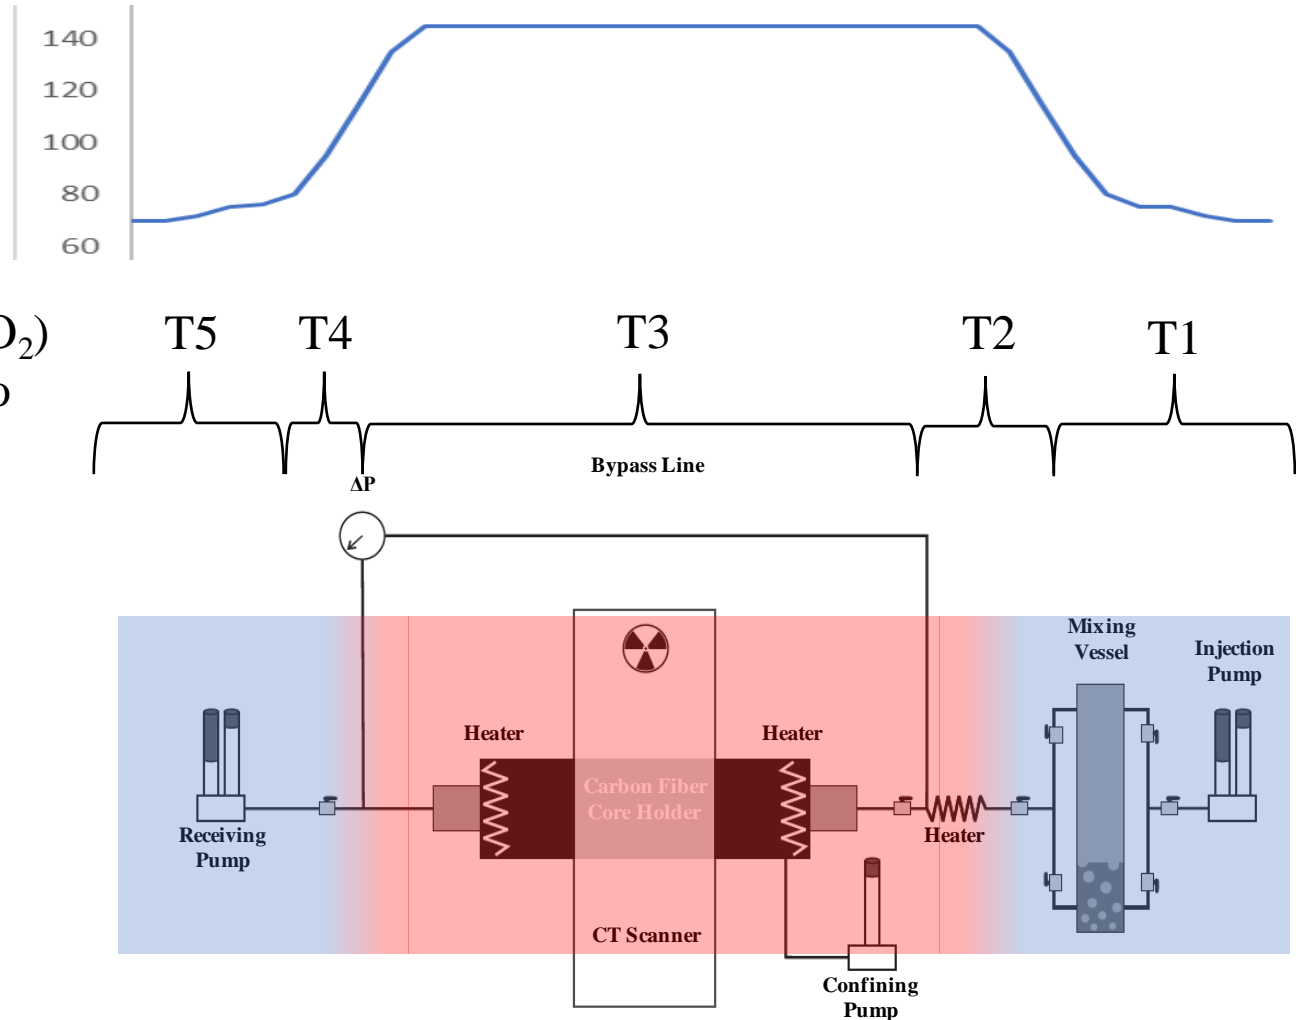 140
120
100
80
60
O₂)
T5 T4 T3 T2 T1
Bypass Line
ΔP
Mixing
Vessel
Injection
Pump
Heater
Heater
Carbon Fiber
Core Holder
Receiving
Pump
Heater
CT Scanner
Confining
Pump